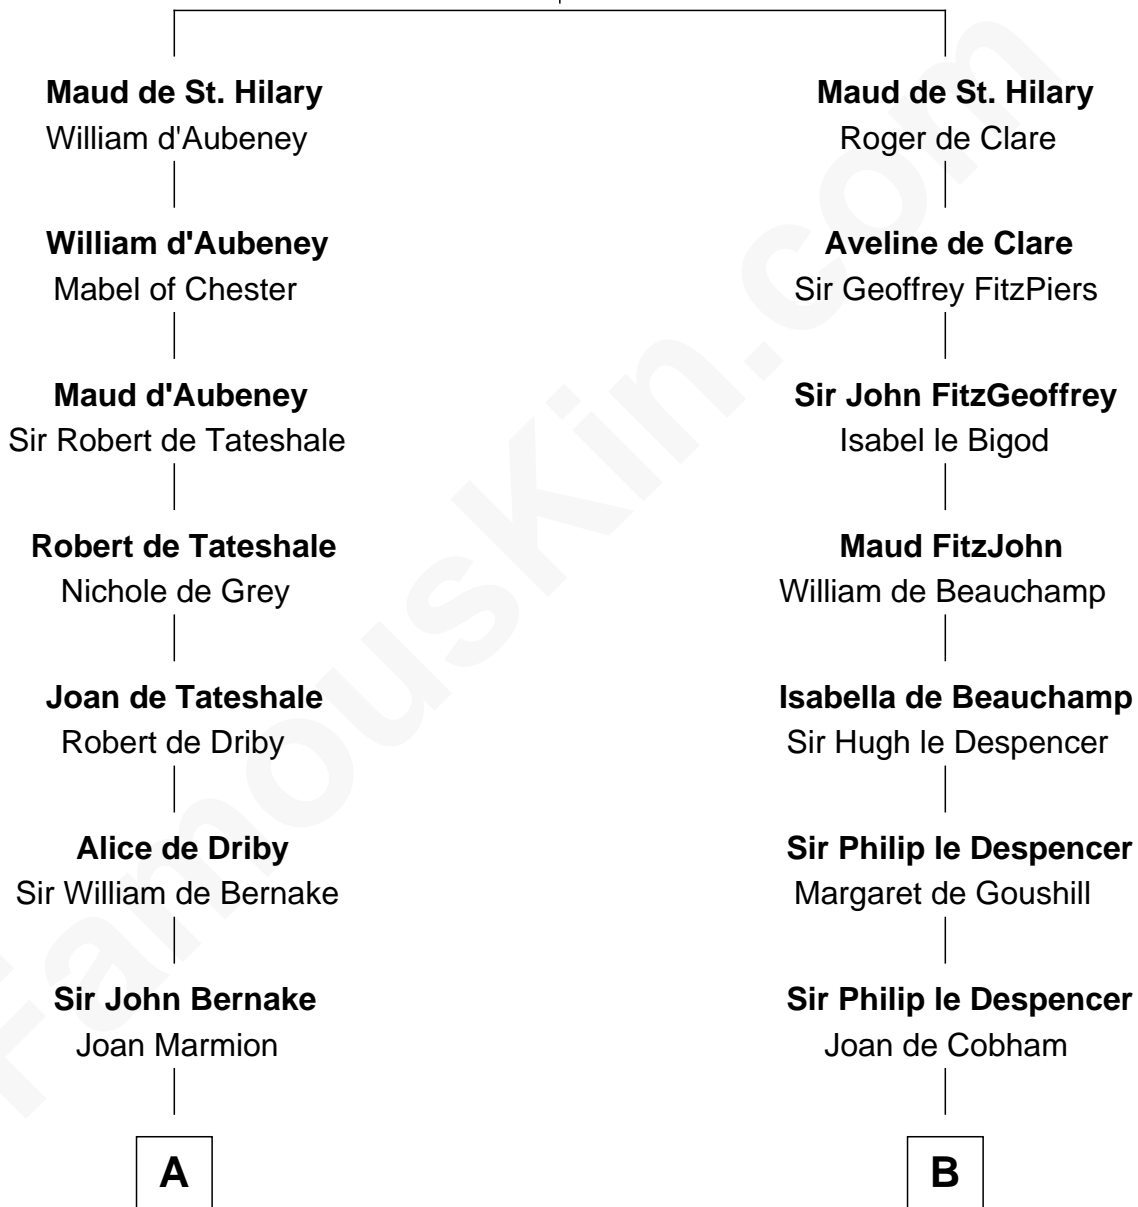 Maud de St. Hilary
William d'Aubeney
William d'Aubeney
Mabel of Chester
Maud d'Aubeney
Sir Robert de Tateshale
Robert de Tateshale
Nichole de Grey
Joan de Tateshale
Robert de Driby
Alice de Driby
Sir William de Bernake
Sir John Bernake
Joan Marmion
A
Maud de St. Hilary
Roger de Clare
Aveline de Clare
Sir Geoffrey FitzPiers
Sir John FitzGeoffrey
Isabel le Bigod
Maud FitzJohn
William de Beauchamp
Isabella de Beauchamp
Sir Hugh le Despencer
Sir Philip le Despencer
Margaret de Goushill
Sir Philip le Despencer
Joan de Cobham
B
FamousKin.com